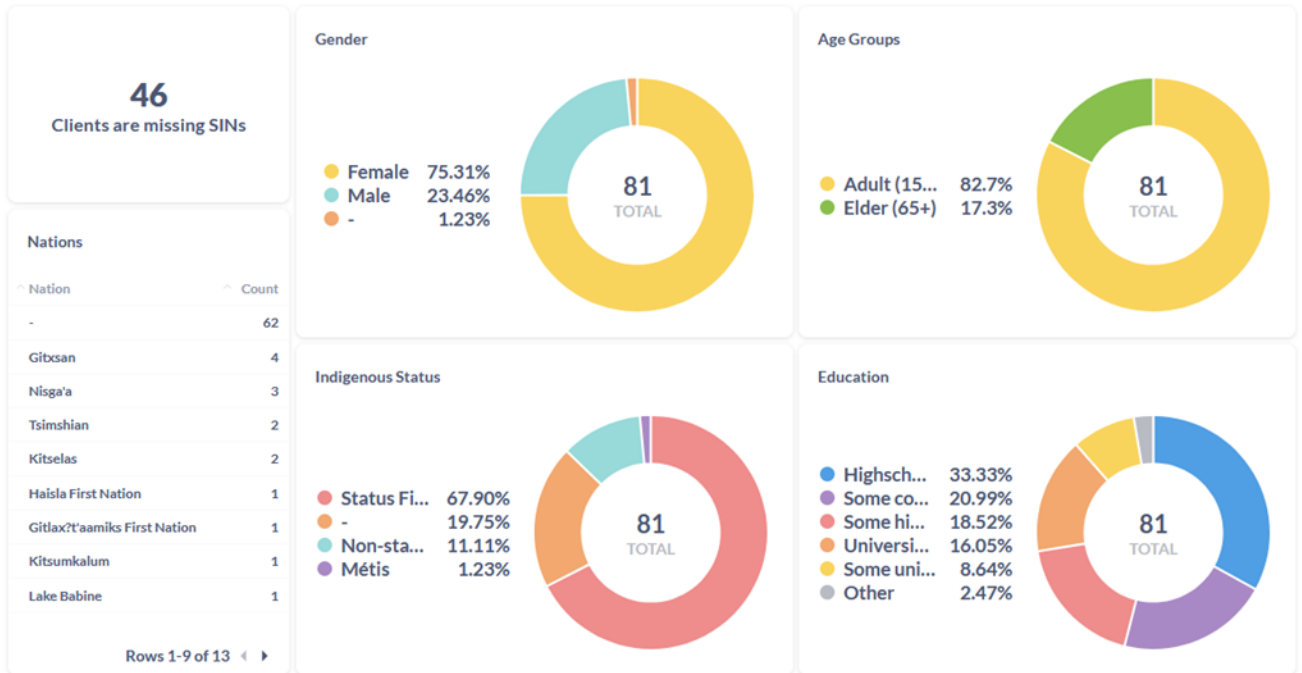 46
Clients are missing SINs
Nations
Nation Count
- 62
Gitxsan 4
Nisga'a 3
Tsimshian 2
Kitselas 2
Haisla First Nation 1
Gitlax?t'aamiks First Nation 1
Kitsumkalum 1
Lake Babine 1
Rows 1-9 of 13
Gender
Female 75.31%
Male 23.46%
- 1.23%
81
TOTAL
Age Groups
Adult (15... 82.7%
Elder (65+) 17.3%
81
TOTAL
Indigenous Status
Status Fi... 67.90%
- 19.75%
Non-sta... 11.11%
Métis 1.23%
81
TOTAL
Education
Highsch... 33.33%
Some co... 20.99%
Some hi... 18.52%
Universi... 16.05%
Some uni... 8.64%
Other 2.47%
81
TOTAL